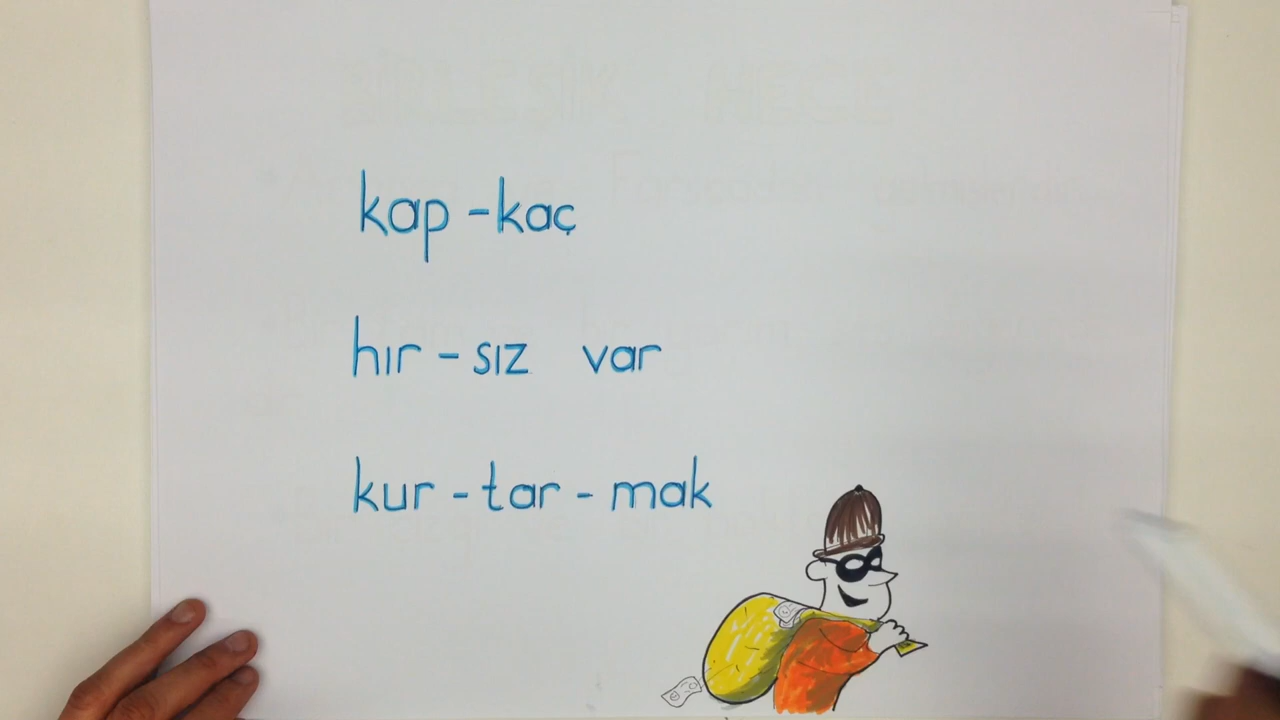 kap - kaç
hır - sız var
kur - tar - mak